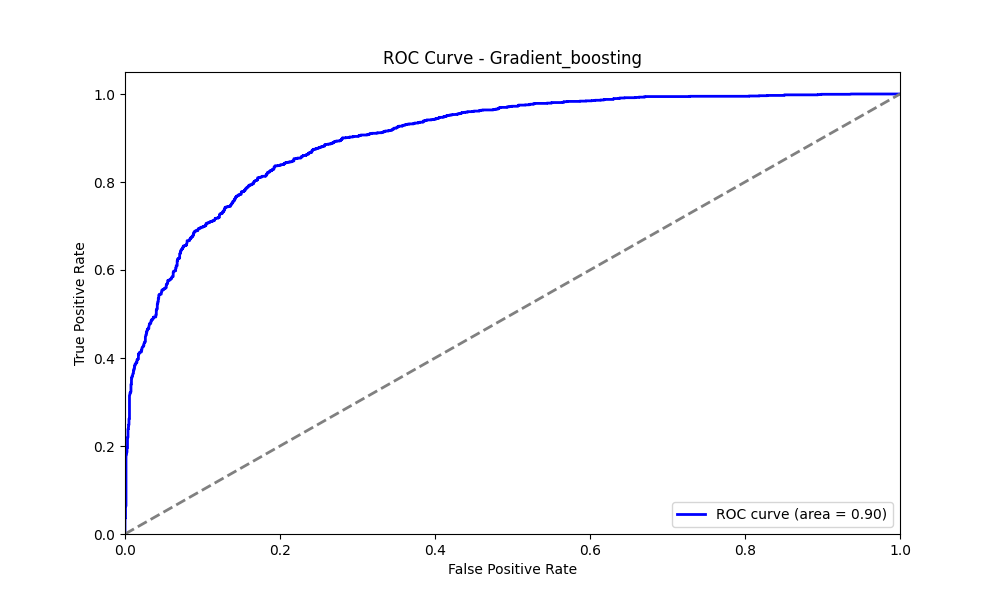 ROC Curve - Gradient_boosting
True Positive Rate
1.0
0.8
0.6
0.4
0.2
0.0
ROC curve (area = 0.90)
0.0 0.2 0.4 0.6 0.8 1.0
False Positive Rate